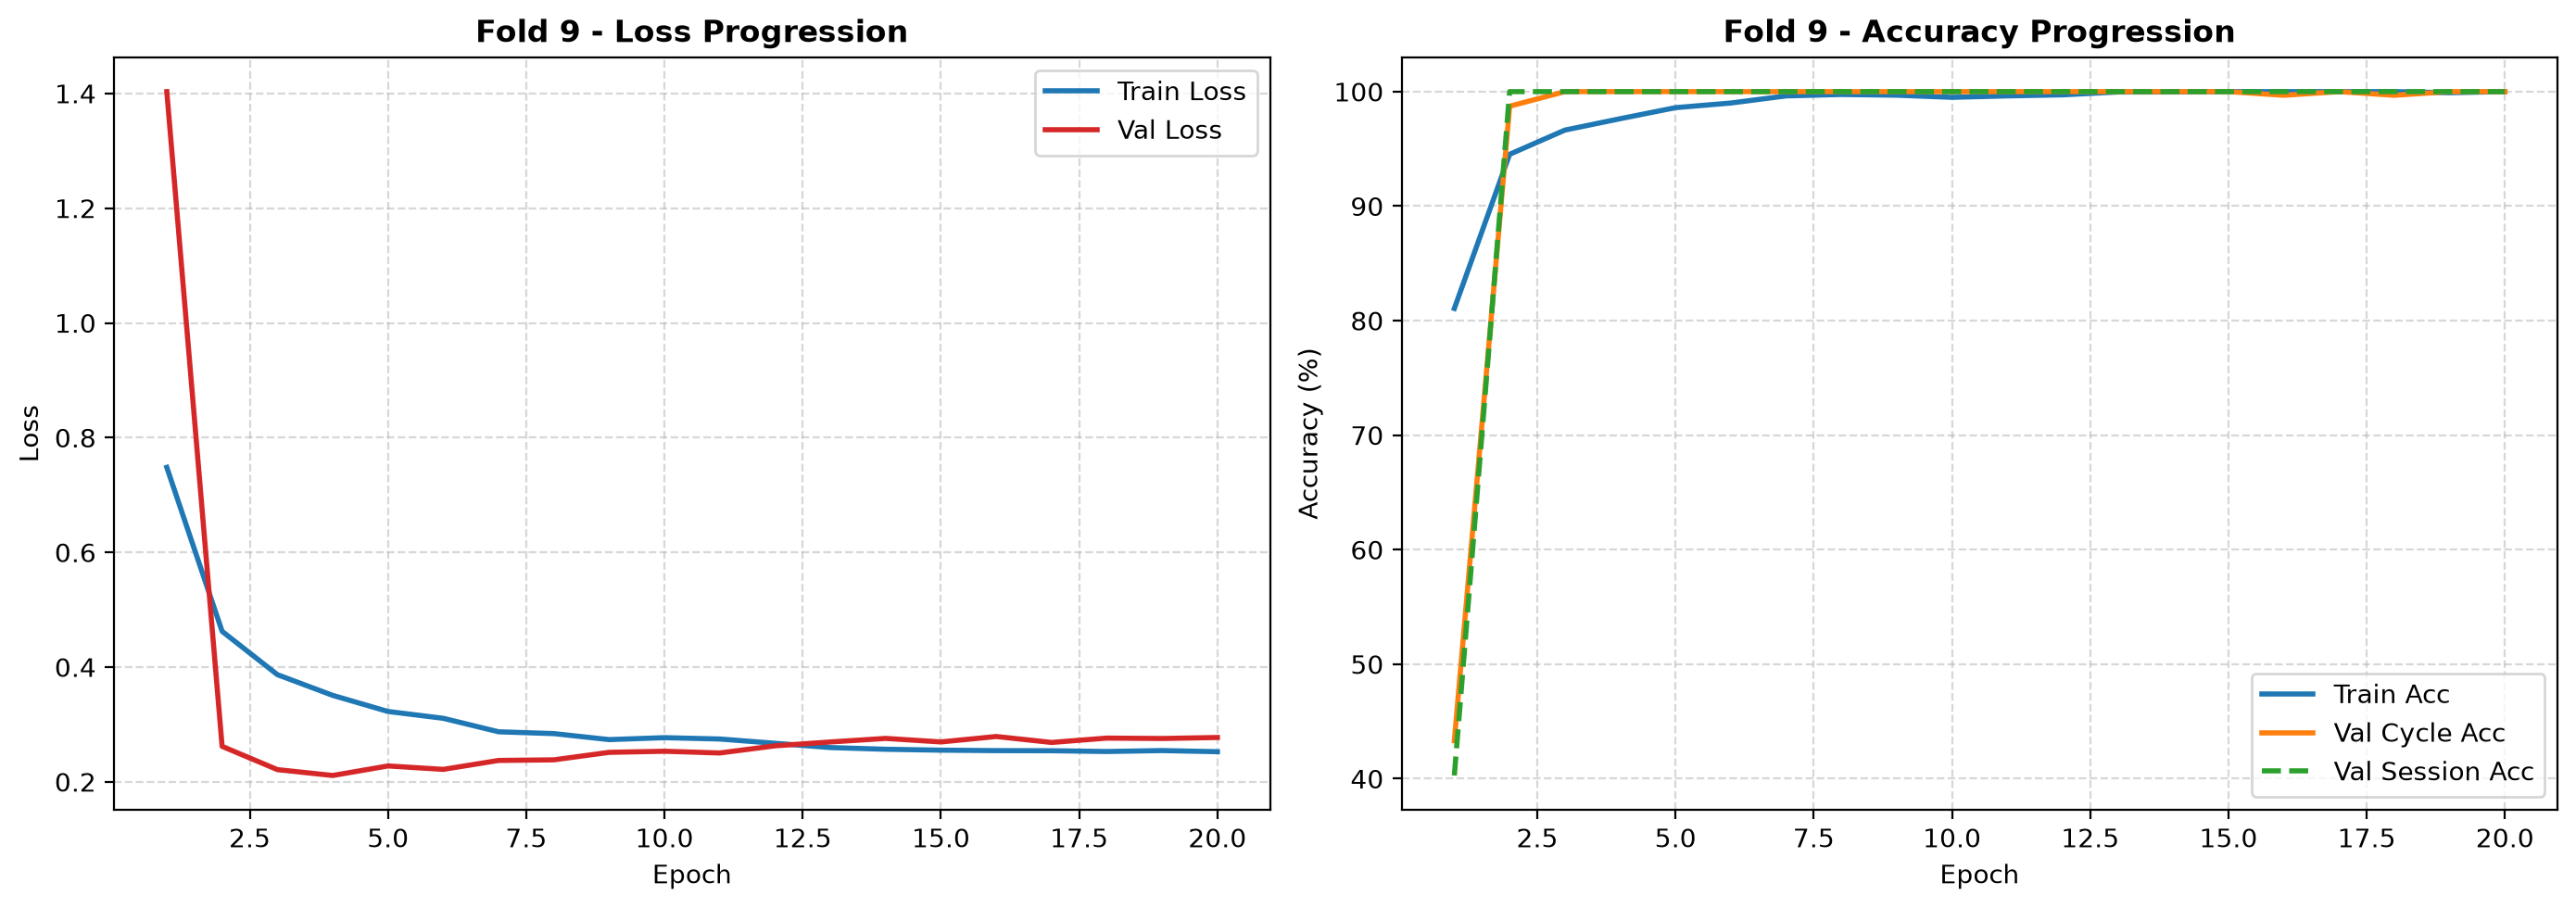 Fold 9 - Loss Progression
1.4
1.2
1.0
0.8
0.6
0.4
0.2
Loss
2.5 5.0 7.5 10.0 12.5 15.0 17.5 20.0
Epoch
Train Loss
Val Loss
Fold 9 - Accuracy Progression
100
90
80
70
60
50
40
Accuracy (%)
2.5 5.0 7.5 10.0 12.5 15.0 17.5 20.0
Epoch
Train Acc
Val Cycle Acc
Val Session Acc